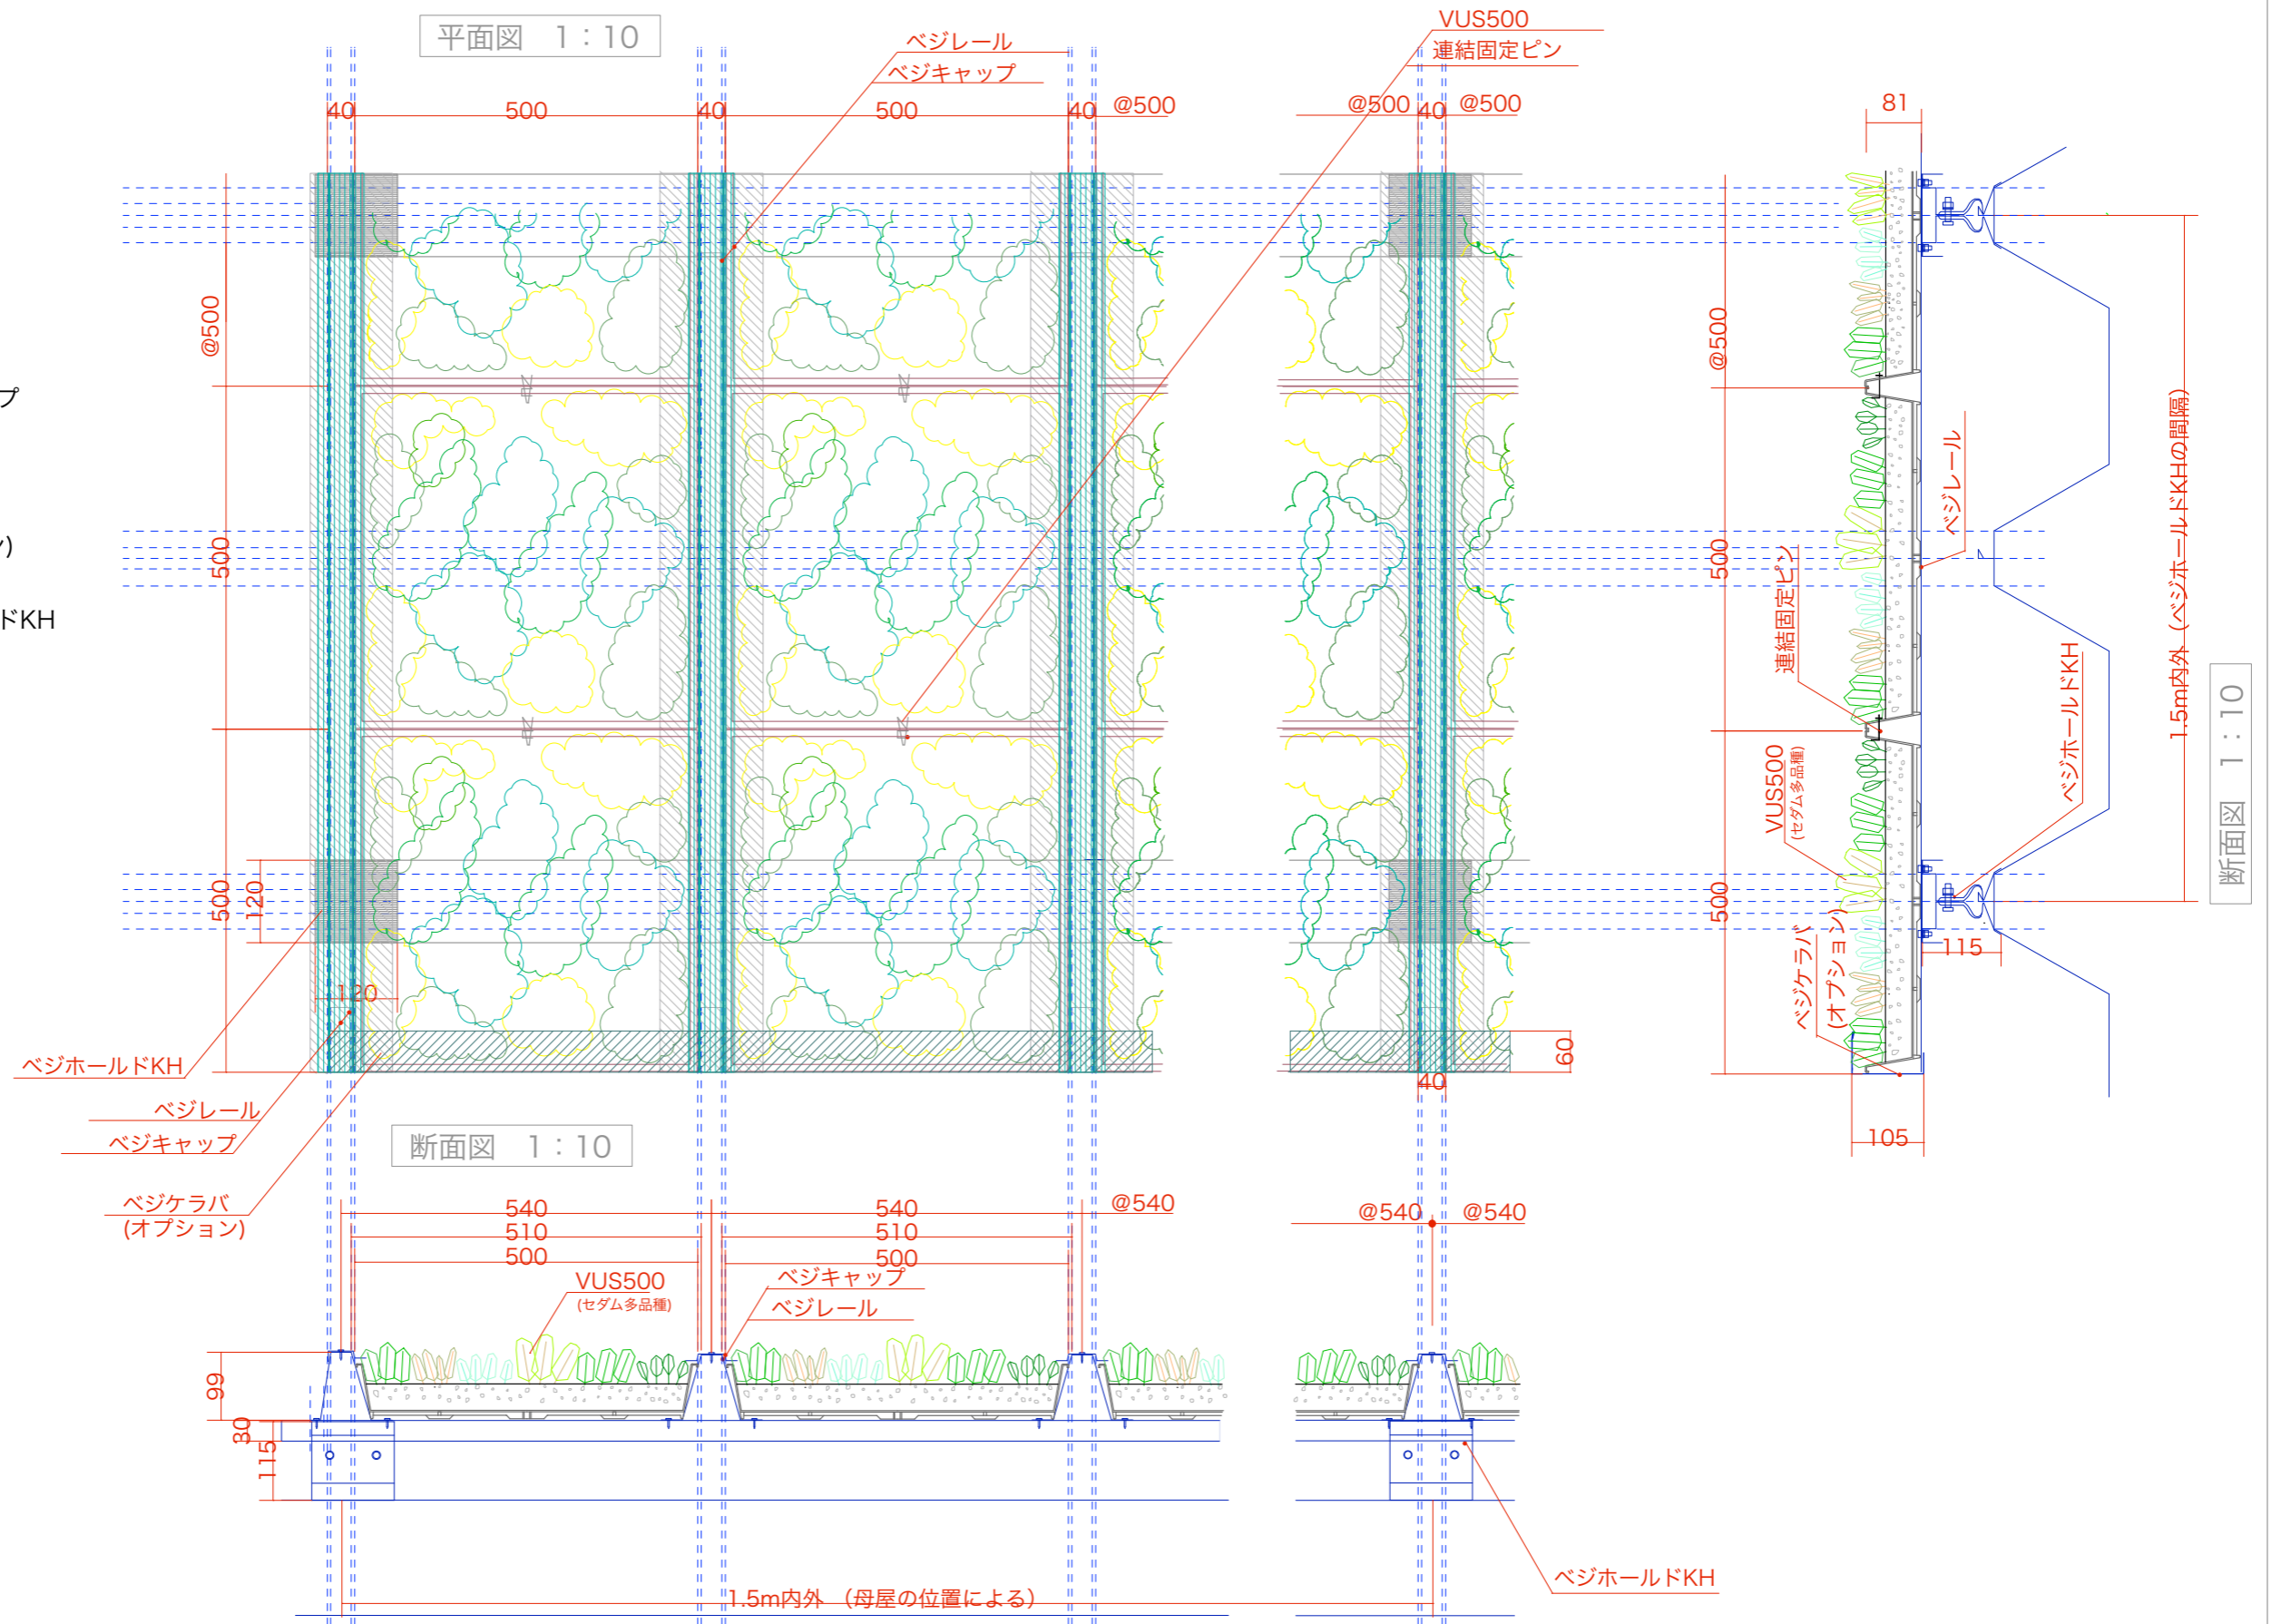 平面図 1：10
VUS500
連結固定ピン
ベジレール
ベジキャップ
40
500
40
500
40
@500
@500
40
@500
81
@500
500
500
120
120
プ
ン)
ドKH
@500
500
500
ベジレール
連結固定ピン
VUS500
(セダム多品種)
ベジケラバ
(オプション)
ベジホールドKH
1.5m内外（ベジホールドKHの間隔）
115
105
断面図 1：10
60
40
ベジホールドKH
ベジレール
ベジキャップ
ベジケラバ
(オプション)
断面図 1：10
540
540
@540
@540
@540
510
510
500
500
VUS500
(セダム多品種)
ベジキャップ
ベジレール
99
30
115
ベジホールドKH
1.5m内外 （母屋の位置による）